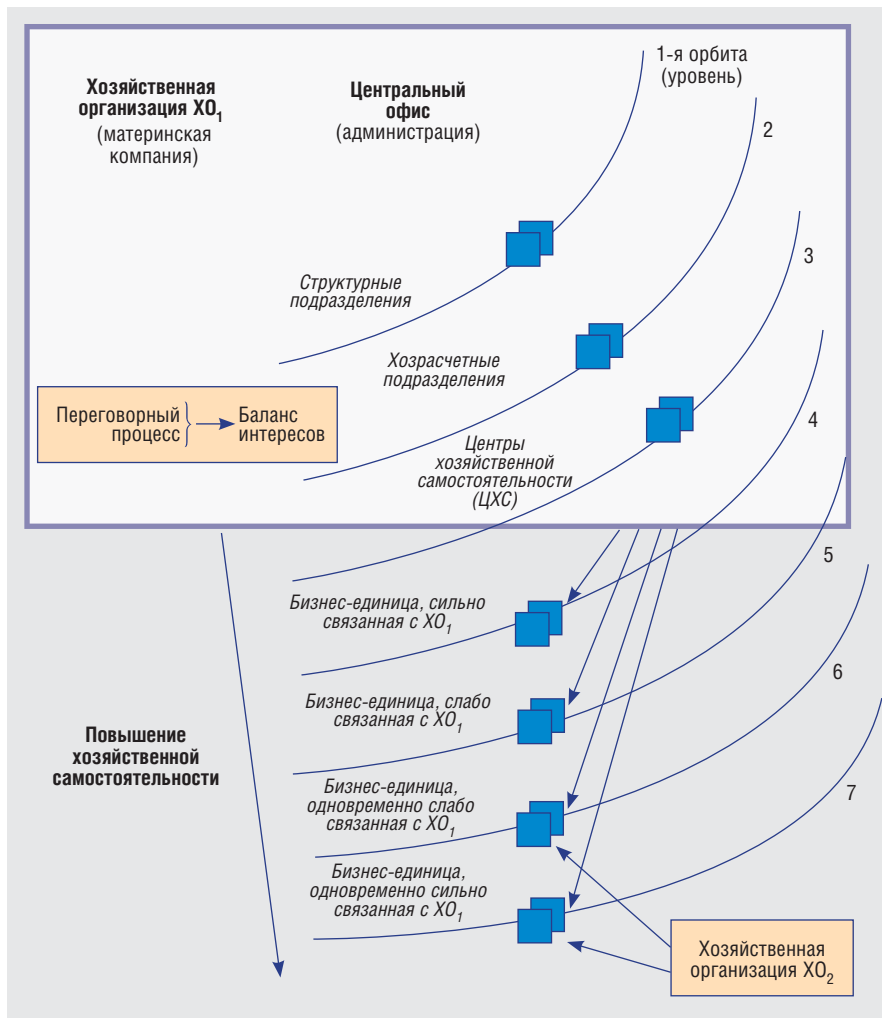 Хозяйственная
организация ХО₁
(материнская
компания)
Центральный
офис
(администрация)
1-я орбита
(уровень)
2
3
4
5
6
7
Структурные
подразделения
Хозрасчетные
подразделения
Переговорный
процесс
Баланс
интересов
Центры
хозяйственной
самостоятельности
(ЦХС)
Бизнес-единица, сильно
связанная с ХО₁
Бизнес-единица, слабо
связанная с ХО₁
Повышение
хозяйственной
самостоятельности
Бизнес-единица,
одновременно слабо
связанная с ХО₁
Бизнес-единица,
одновременно сильно
связанная с ХО₁
Хозяйственная
организация ХО₂